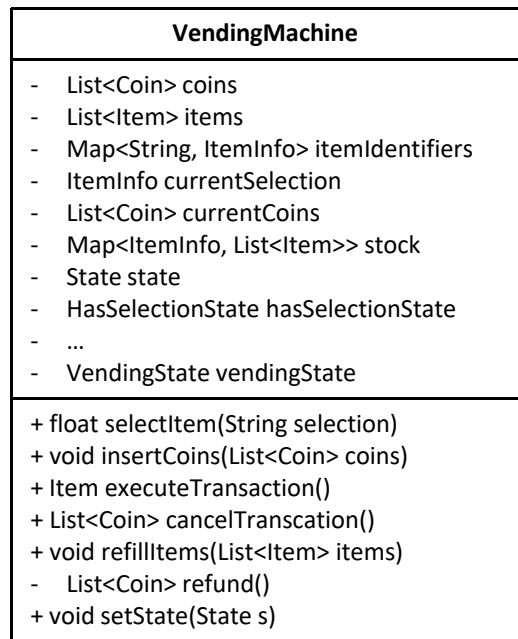 VendingMachine
- List<Coin> coins
- List<Item> items
- Map<String, ItemInfo> itemIdentifiers
- ItemInfo currentSelection
- List<Coin> currentCoins
- Map<ItemInfo, List<Item>> stock
- State state
- HasSelectionState hasSelectionState
- ...
- VendingState vendingState
+ float selectItem(String selection)
+ void insertCoins(List<Coin> coins)
+ Item executeTransaction()
+ List<Coin> cancelTranscation()
+ void refillItems(List<Item> items)
- List<Coin> refund()
+ void setState(State s)